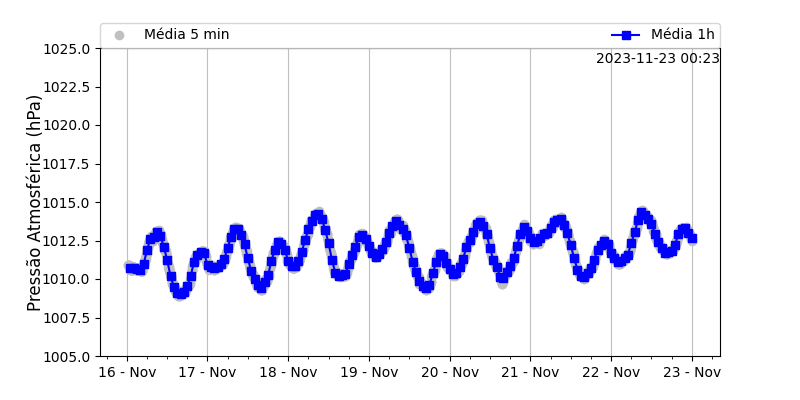 Média 5 min
Média 1h
2023-11-23 00:23
Pressão Atmosférica (hPa)
1025.0
1022.5
1020.0
1017.5
1015.0
1012.5
1010.0
1007.5
1005.0
16 - Nov
17 - Nov
18 - Nov
19 - Nov
20 - Nov
21 - Nov
22 - Nov
23 - Nov